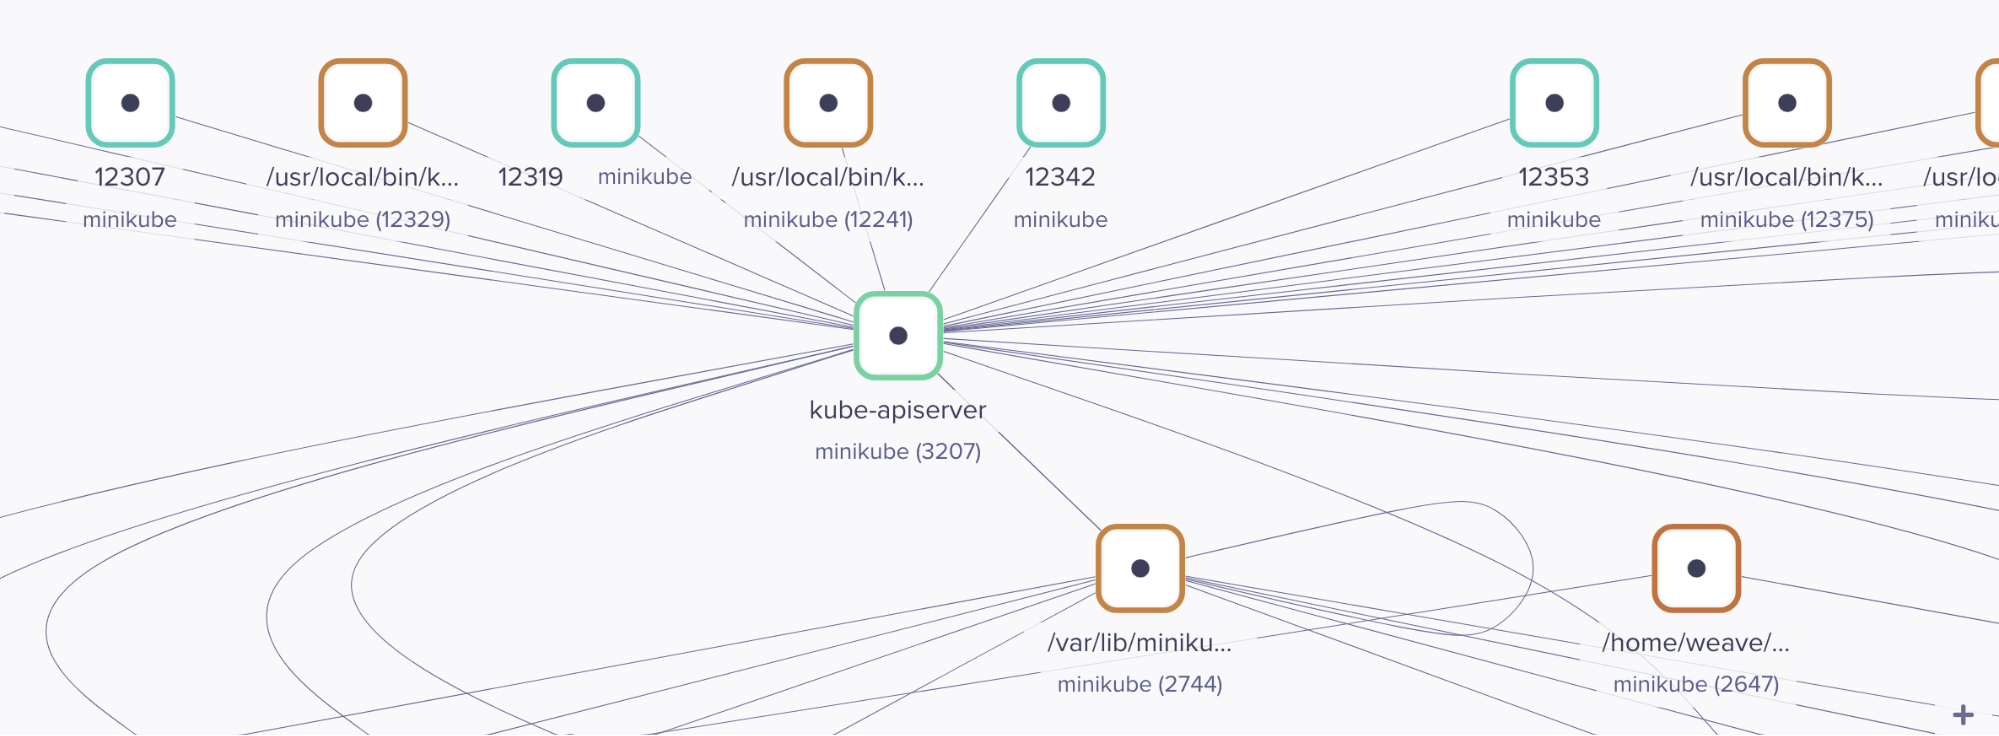 12307
minikube
/usr/local/bin/k...
minikube (12329)
12319 minikube
/usr/local/bin/k...
minikube (12241)
12342
minikube
12353
minikube
/usr/local/bin/k...
minikube (12375)
/usr/lo
miniku
kube-apiserver
minikube (3207)
/var/lib/miniku...
minikube (2744)
/home/weave/...
minikube (2647)
+